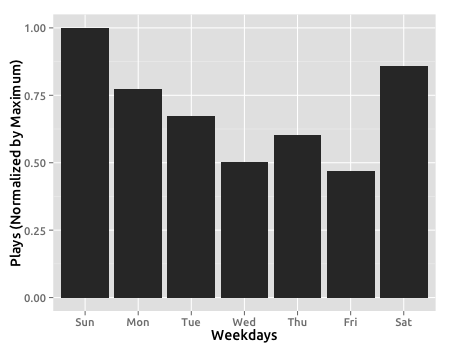 Plays (Normalized by Maximum)
1.00
0.75
0.50
0.25
0.00
Sun Mon Tue Wed Thu Fri Sat
Weekdays